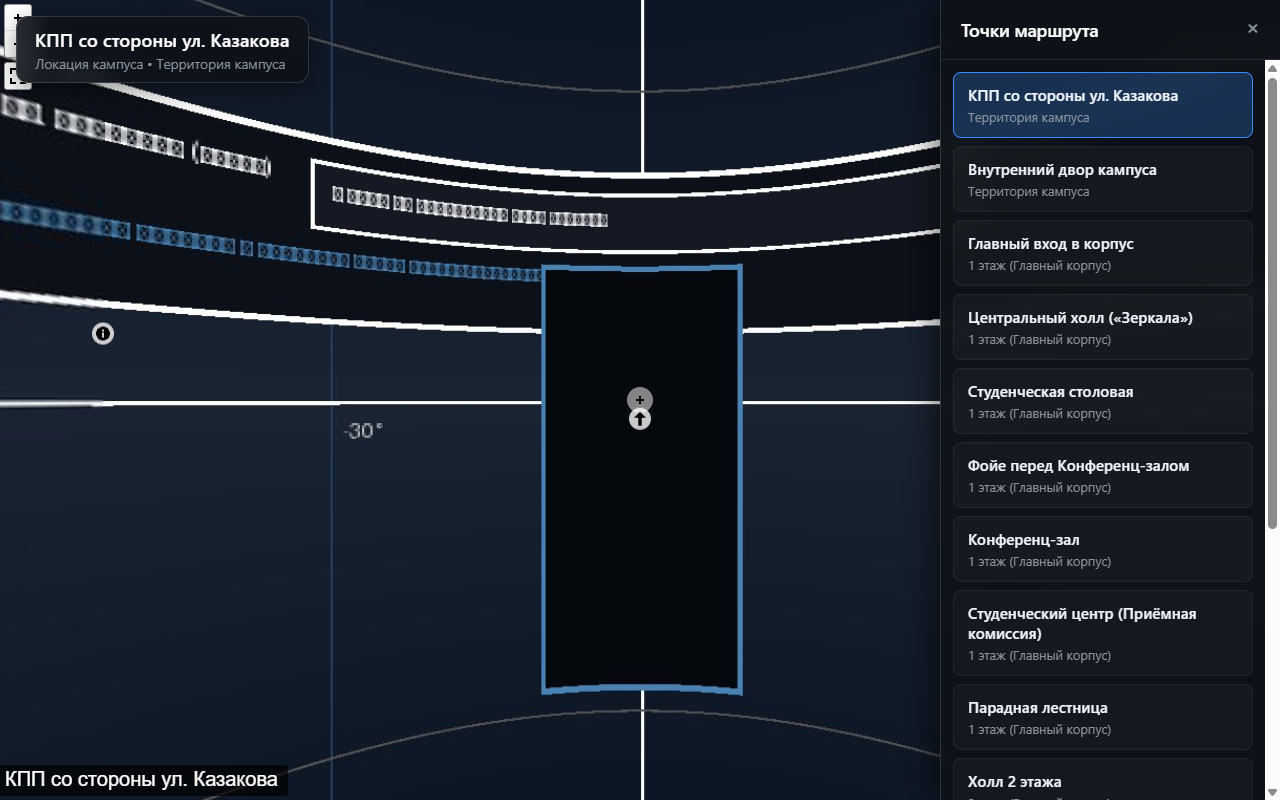 КПП со стороны ул. Казакова
Локация кампуса • Территория кампуса
-30°
КПП со стороны ул. Казакова
Точки маршрута
КПП со стороны ул. Казакова
Территория кампуса
Внутренний двор кампуса
Территория кампуса
Главный вход в корпус
1 этаж (Главный корпус)
Центральный холл («Зеркала»)
1 этаж (Главный корпус)
Студенческая столовая
1 этаж (Главный корпус)
Фойе перед Конференц-залом
1 этаж (Главный корпус)
Конференц-зал
1 этаж (Главный корпус)
Студенческий центр (Приёмная
комиссия)
1 этаж (Главный корпус)
Парадная лестница
1 этаж (Главный корпус)
Холл 2 этажа